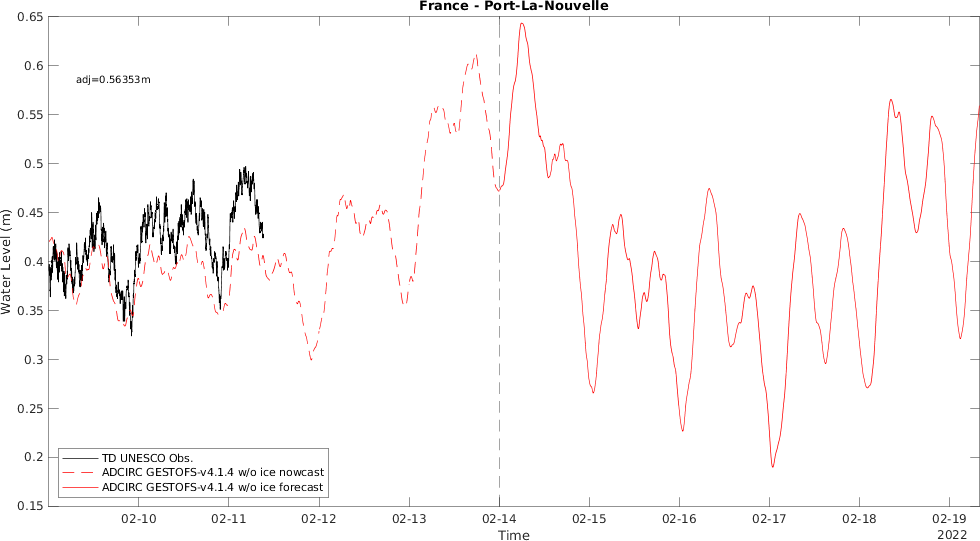 France - Port-La-Nouvelle
0.65
0.6
0.55
0.5
0.45
0.4
0.35
0.3
0.25
0.2
0.15
Water Level (m)
adj=0.56353m
TD UNESCO Obs.
ADCIRC GESTOFS-v4.1.4 w/o ice nowcast
ADCIRC GESTOFS-v4.1.4 w/o ice forecast
02-10 02-11 02-12 02-13 02-14 02-15 02-16 02-17 02-18 02-19
Time
2022